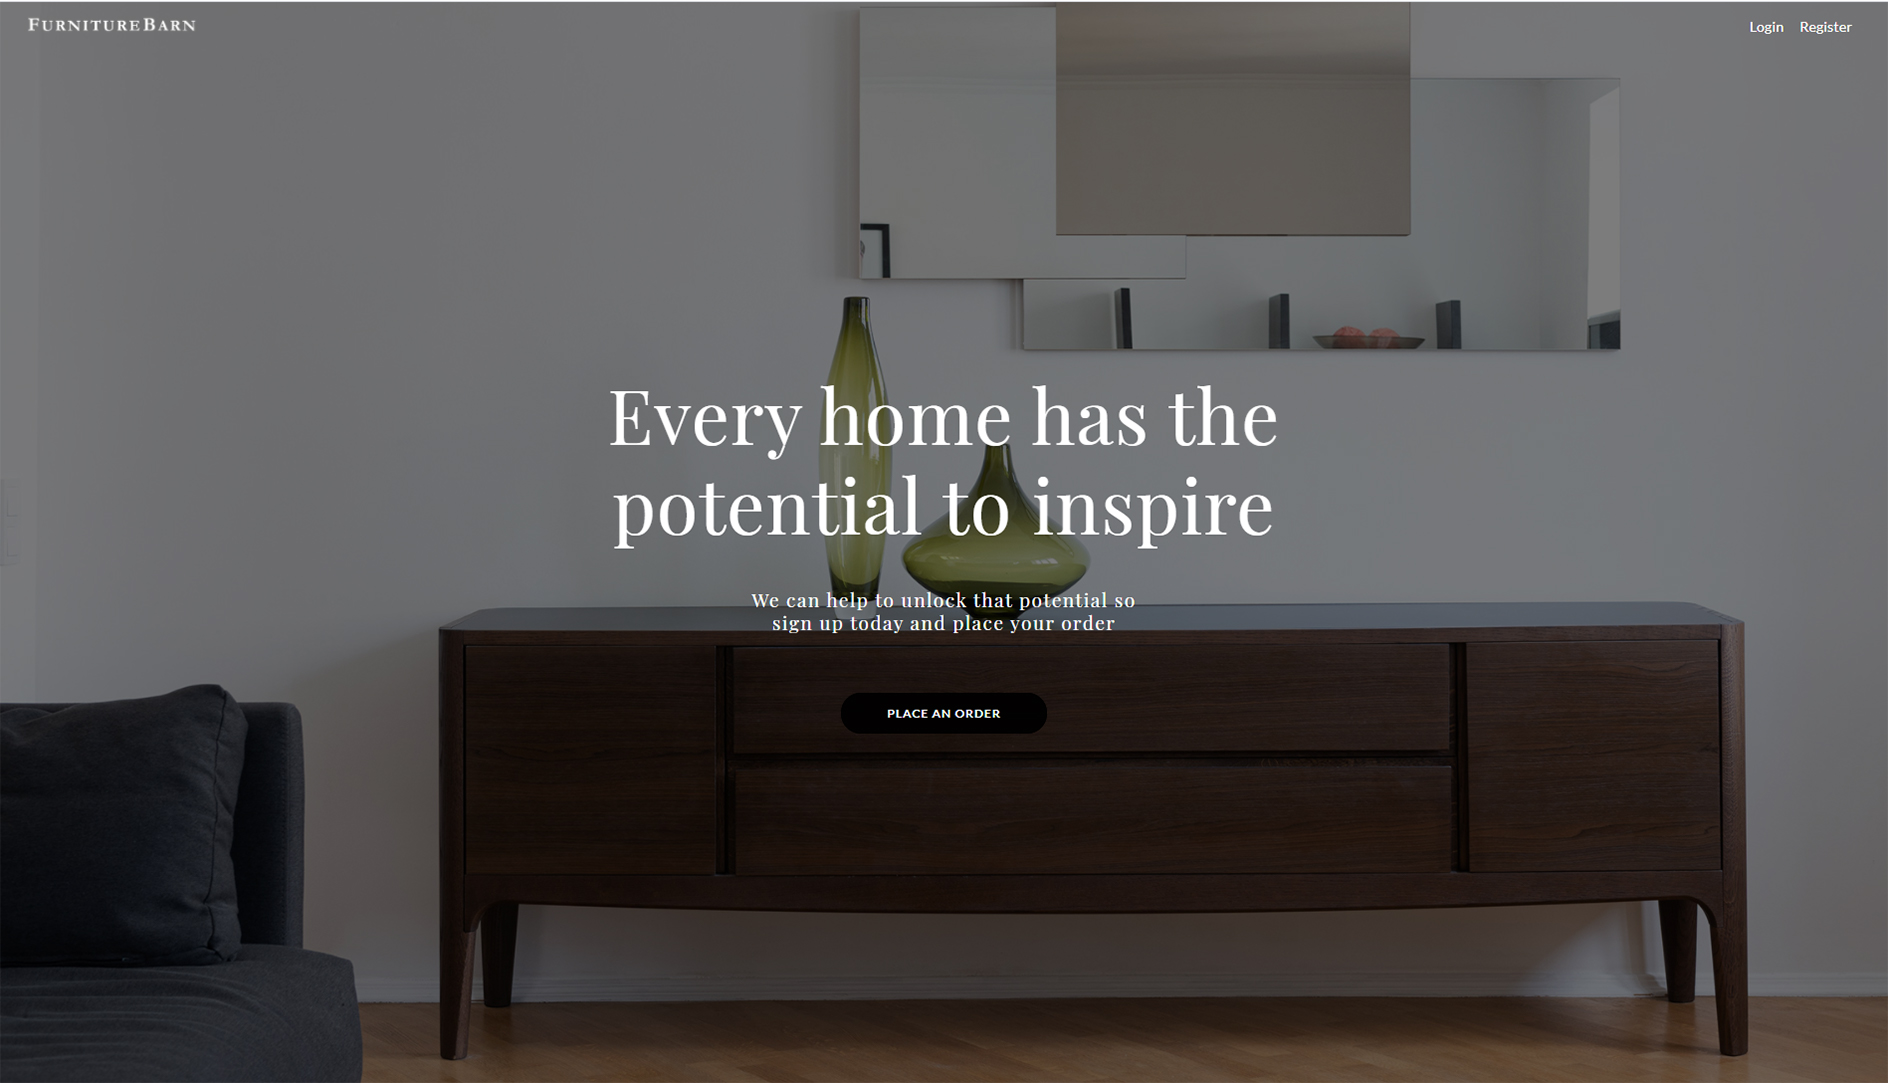 FURNITUREBARN
Login Register
Every home has the
potential to inspire
We can help to unlock that potential so
sign up today and place your order
PLACE AN ORDER